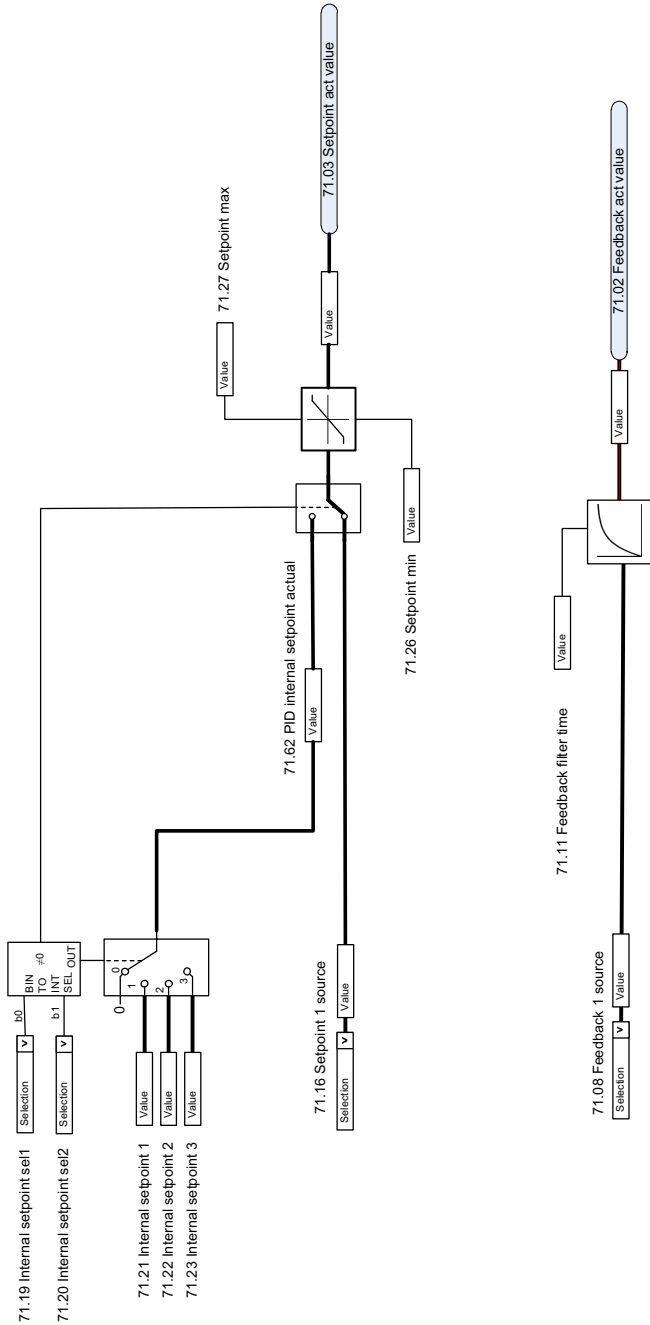 71.19 Internal setpoint sel1
Selection
b0
71.20 Internal setpoint sel2
Selection
b1
BIN
TO
INT
SEL
≠0
OUT
0
0
1
2
3
71.21 Internal setpoint 1
Value
71.22 Internal setpoint 2
Value
71.23 Internal setpoint 3
Value
71.62 PID internal setpoint actual
Value
71.16 Setpoint 1 source
Selection
Value
71.27 Setpoint max
Value
71.26 Setpoint min
Value
Value
71.03 Setpoint act value
71.11 Feedback filter time
Value
71.08 Feedback 1 source
Selection
Value
Value
71.02 Feedback act value